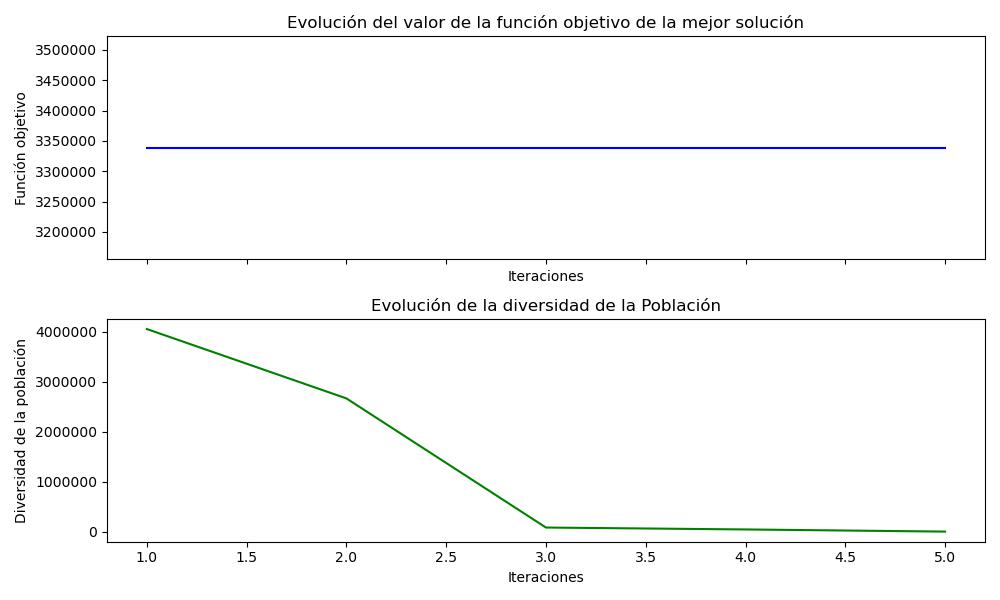 Evolución del valor de la función objetivo de la mejor solución
Función objetivo
3500000
3450000
3400000
3350000
3300000
3250000
3200000
Iteraciones
Evolución de la diversidad de la Población
Diversidad de la población
4000000
3000000
2000000
1000000
0
1.0 1.5 2.0 2.5 3.0 3.5 4.0 4.5 5.0
Iteraciones